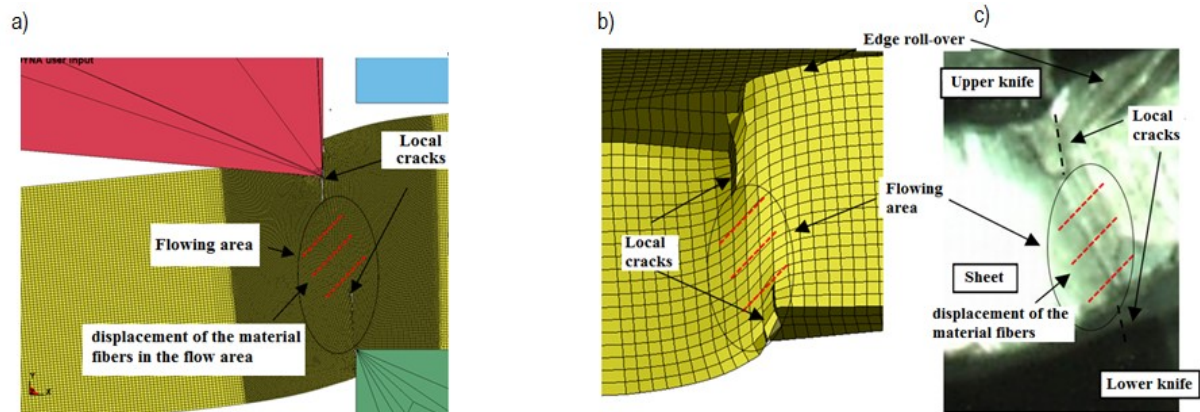 a)
b)
c)
DYNA user input
Edge roll-over
Upper knife
Local
cracks
Local
cracks
Flowing area
Flowing
area
Local
cracks
Sheet
displacement of the material
fibers in the flow area
displacement of the
material fibers
Lower knife
Y
X